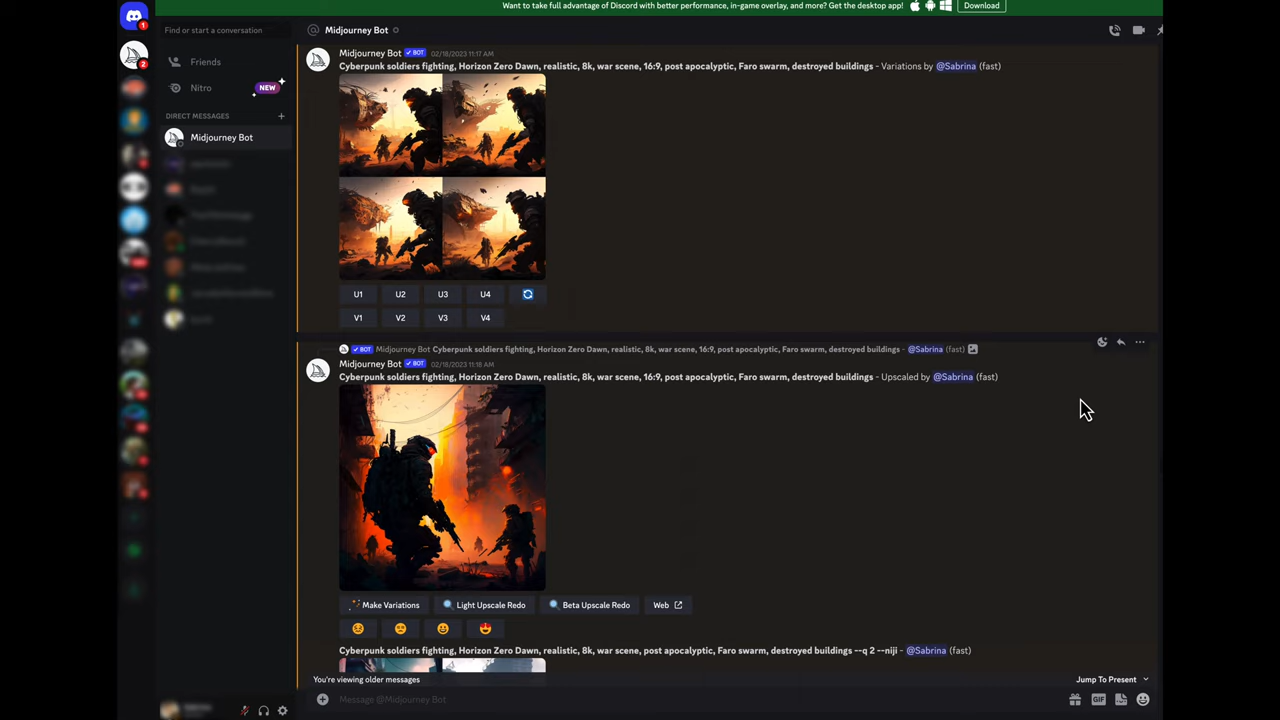 Want to take full advantage of Discord with better performance, in-game overlay, and more? Get the desktop app!
Download
Find or start a conversation
Friends
Nitro
NEW
DIRECT MESSAGES
Midjourney Bot
1
2
Midjourney Bot
Midjourney Bot BOT 02/18/2023 11:17 AM
Cyberpunk soldiers fighting, Horizon Zero Dawn, realistic, 8k, war scene, 16:9, post apocalyptic, Faro swarm, destroyed buildings - Variations by @Sabrina (fast)
U1 U2 U3 U4
V1 V2 V3 V4
BOT Midjourney Bot Cyberpunk soldiers fighting, Horizon Zero Dawn, realistic, 8k, war scene, 16:9, post apocalyptic, Faro swarm, destroyed buildings - @Sabrina (fast)
Midjourney Bot BOT 02/18/2023 11:18 AM
Cyberpunk soldiers fighting, Horizon Zero Dawn, realistic, 8k, war scene, 16:9, post apocalyptic, Faro swarm, destroyed buildings - Upscaled by @Sabrina (fast)
Make Variations Light Upscale Redo Beta Upscale Redo Web
Cyberpunk soldiers fighting, Horizon Zero Dawn, realistic, 8k, war scene, post apocalyptic, Faro swarm, destroyed buildings --q 2 --niji - @Sabrina (fast)
You're viewing older messages
Jump To Present
Message @Midjourney Bot
GIF